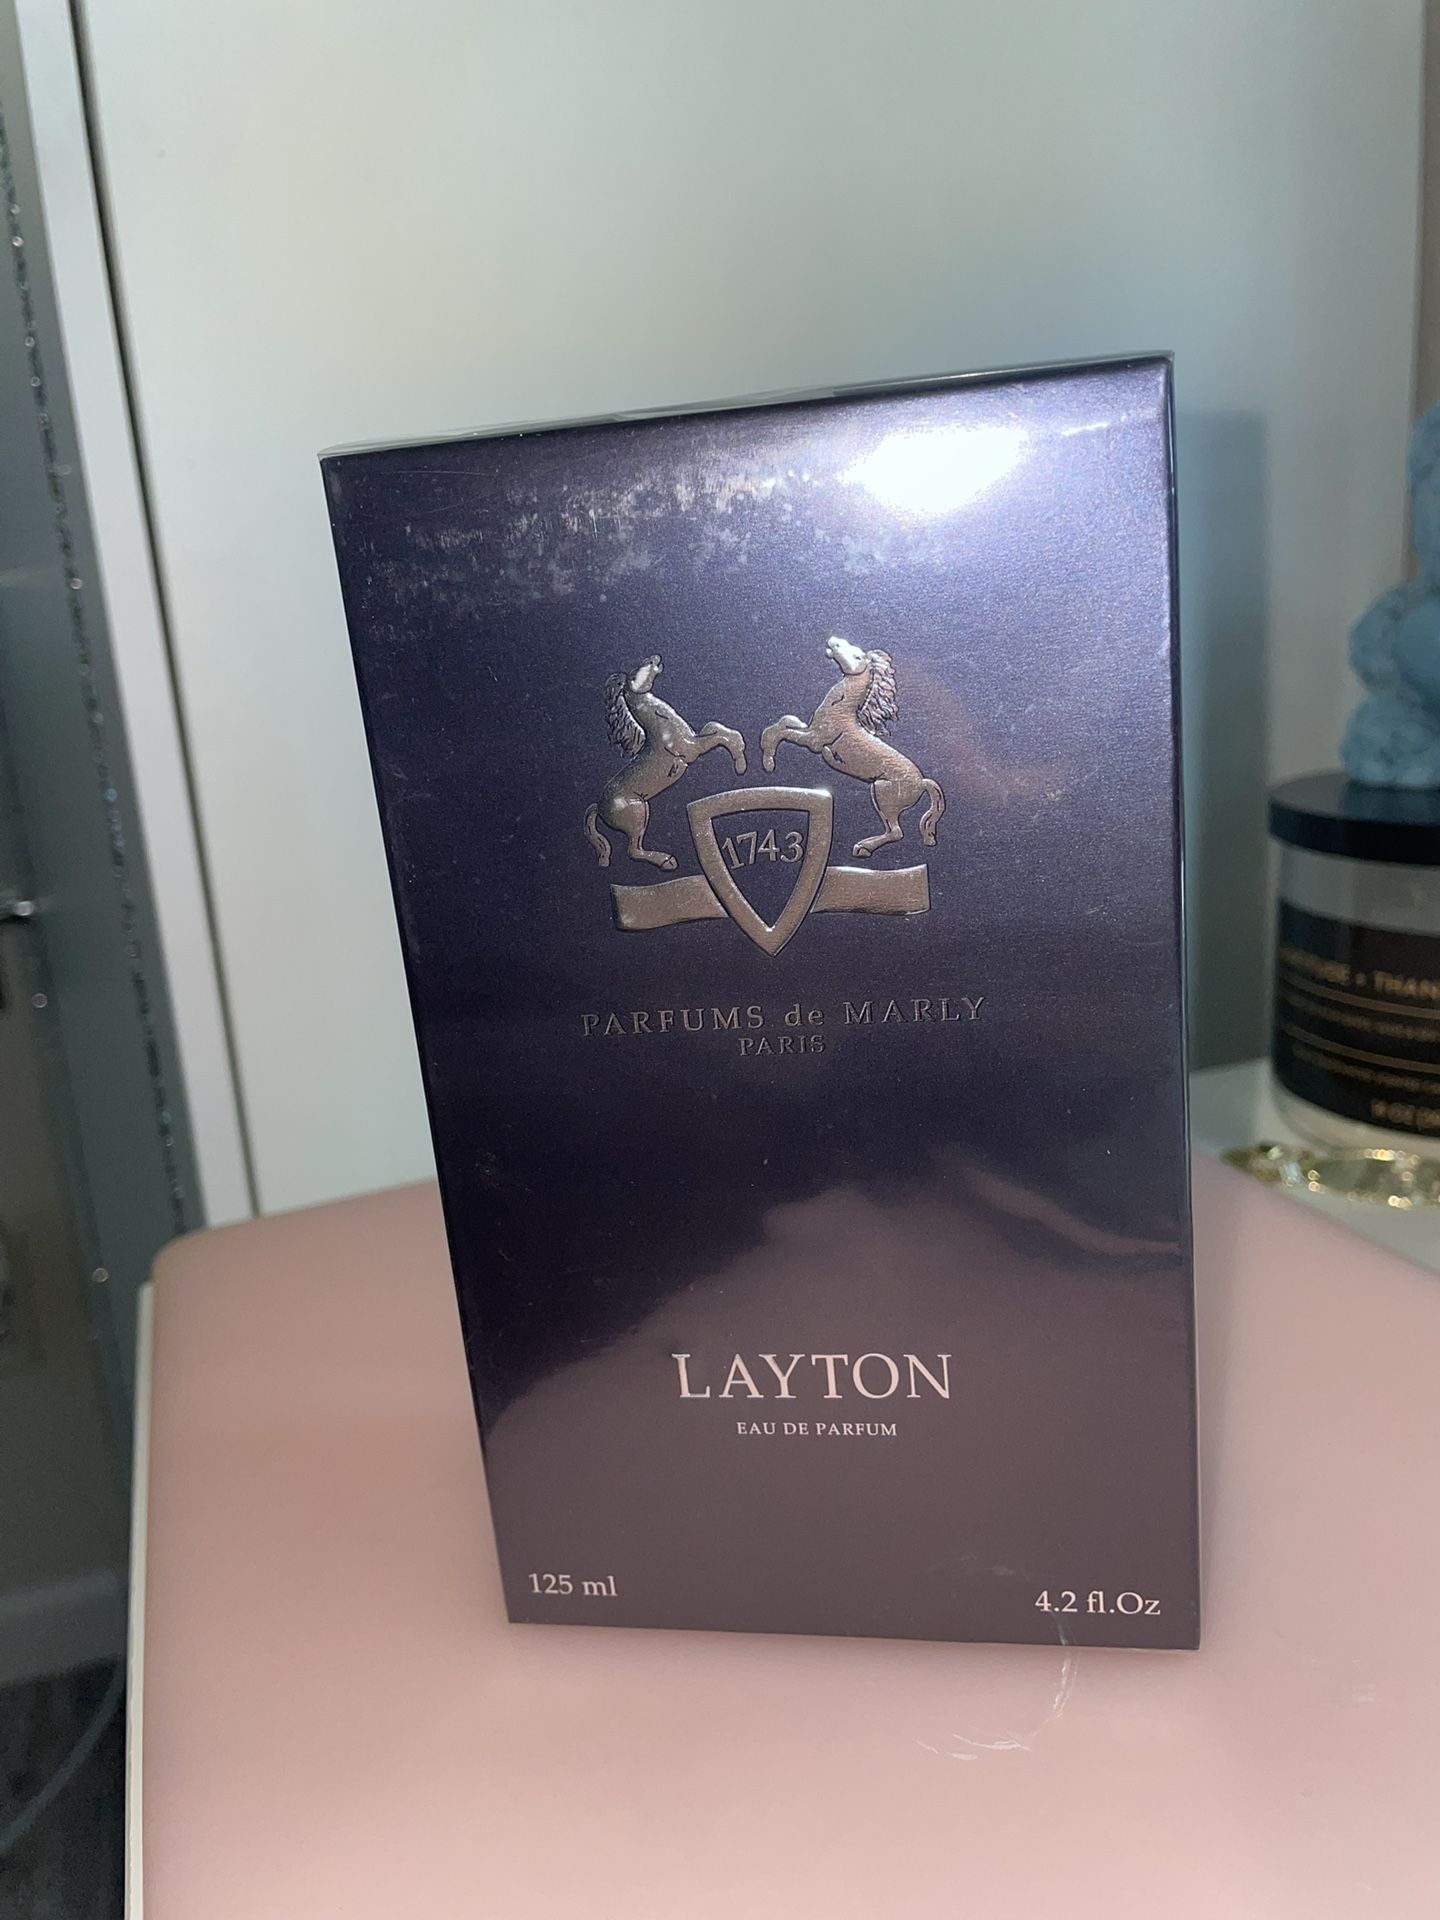 1743
PARFUMS de MARLY
PARIS
LAYTON
EAU DE PARFUM
125 ml
4.2 fl.Oz